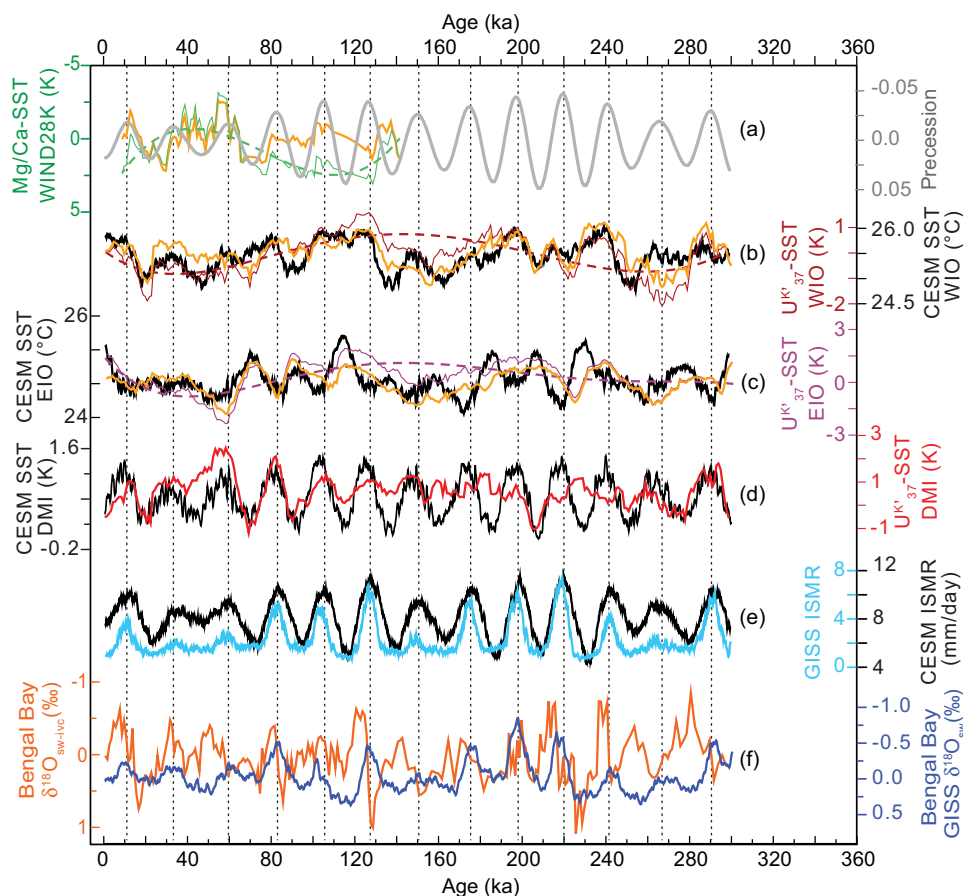 Age (ka)
0 40 80 120 160 200 240 280 320 360
Mg/Ca-SST
WIND28K (K)
-5
0
5
(a)
-0.05
0.0
0.05
Precession
(b)
1
-2
U^K'_37-SST
WIO (K)
26.0
24.5
CESM SST
WIO (°C)
CESM SST
EIO (°C)
26
24
(c)
3
0
-3
U^K'_37-SST
EIO (K)
CESM SST
DMI (K)
1.6
-0.2
(d)
3
1
-1
U^K'_37-SST
DMI (K)
(e)
GISS ISMR
8
4
0
12
8
4
CESM ISMR
(mm/day)
Bengal Bay
δ¹⁸O_sw-ivc(‰)
-1
0
1
(f)
-1.0
-0.5
0.0
0.5
Bengal Bay
GISS δ¹⁸O_sw(‰)
0 40 80 120 160 200 240 280 320 360
Age (ka)